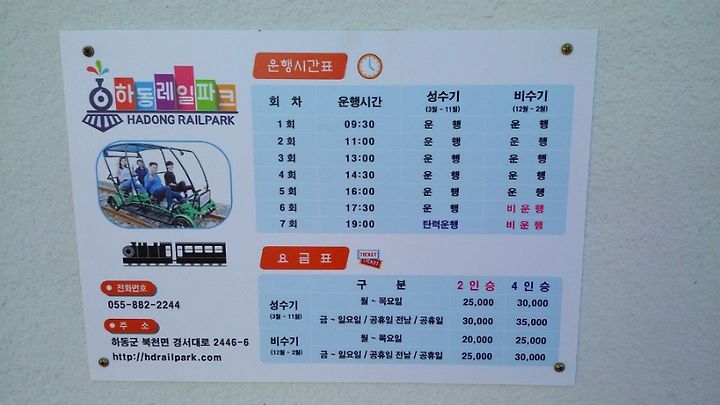 하동레일파크
HADONG RAILPARK
전화번호
055-882-2244
주 소
하동군 북천면 경서대로 2446-6
http://hdrailpark.com
운행시간표
회 차 운행시간 성수기 (3월~11월) 비수기 (12월~2월)
1 회 09:30 운 행 운 행
2 회 11:00 운 행 운 행
3 회 13:00 운 행 운 행
4 회 14:30 운 행 운 행
5 회 16:00 운 행 운 행
6 회 17:30 운 행 비 운 행
7 회 19:00 탄력운행 비 운 행
요 금 표
TICKET
TICKET
구 분 2 인 승 4 인 승
성수기 (3월~11월)
월 ~ 목요일 25,000 30,000
금 ~ 일요일 / 공휴일 전날 / 공휴일 30,000 35,000
비수기 (12월~2월)
월 ~ 목요일 20,000 25,000
금 ~ 일요일 / 공휴일 전날 / 공휴일 25,000 30,000